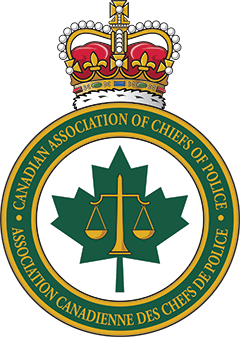 CANADIAN ASSOCIATION OF CHIEFS OF POLICE
ASSOCIATION CANADIENNE DES CHEFS DE POLICE